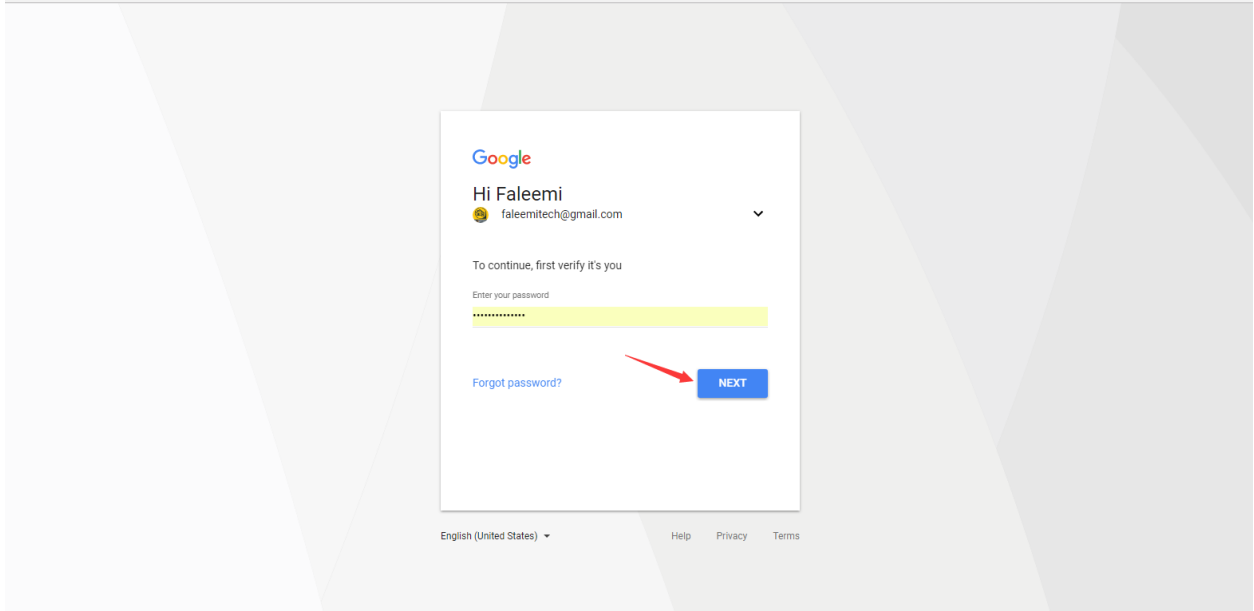 Google
Hi Faleemi
faleemitech@gmail.com
To continue, first verify it's you
Enter your password
••••••••••••••
Forgot password?
NEXT
English (United States)
Help Privacy Terms